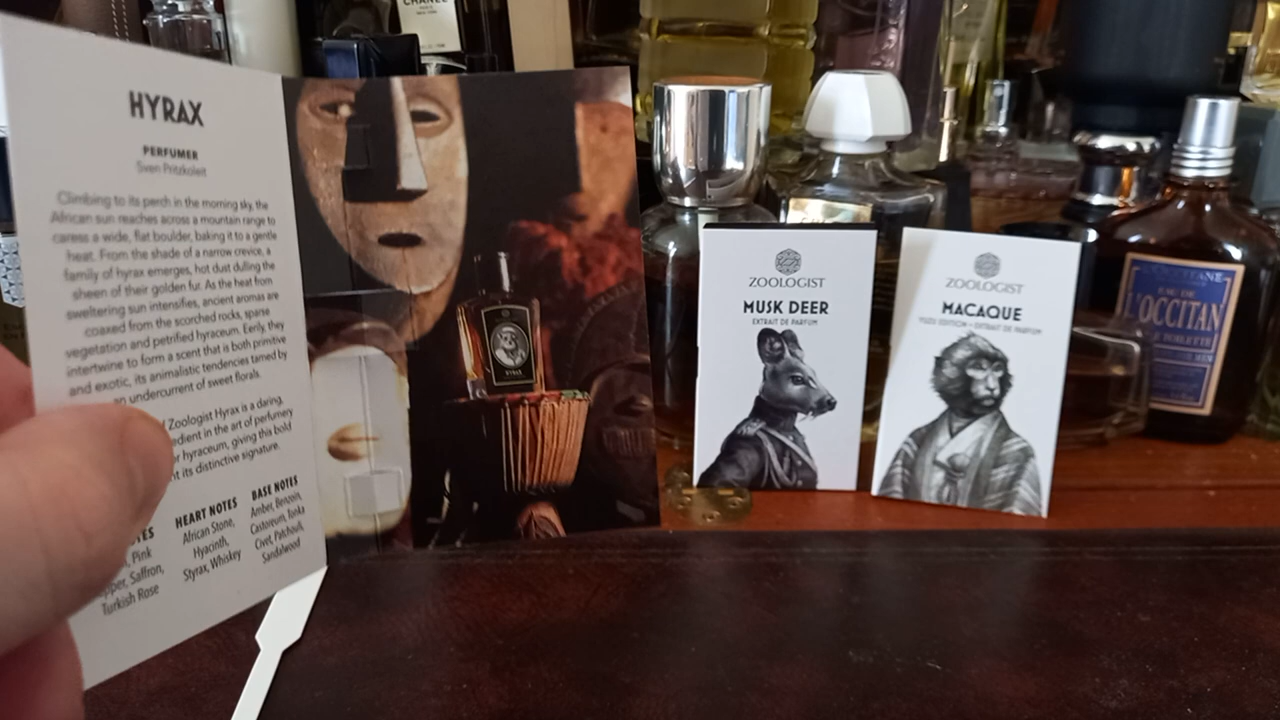 HYRAX
PERFUMER
Sven Pritzkoleit
Climbing to its perch in the morning sky, the
African sun reaches across a mountain range to
caress a wide, flat boulder, baking it to a gentle
heat. From the shade of a narrow crevice, a
family of hyrax emerges, hot dust dulling the
sheen of their golden fur. As the heat from
sweltering sun intensifies, ancient aromas are
coaxed from the scorched rocks, sparse
vegetation and petrified hyraceum. Eerily, they
intertwine to form a scent that is both primitive
and exotic, its animalistic tendencies tamed by
an undercurrent of sweet florals.
Zoologist Hyrax is a daring,
edient in the art of perfumery
hyraceum, giving this bold
its distinctive signature.
HEART NOTES
African Stone,
Hyacinth,
Styrax, Whiskey
BASE NOTES
Amber, Benzoin,
Castoreum, Tonka
Civet, Patchouli,
Sandalwood
Pink
Saffron,
Turkish Rose
HYRAX
CHANEL
ZOOLOGIST
MUSK DEER
EXTRAIT DE PARFUM
ZOOLOGIST
MACAQUE
YUZU EDITION • EXTRAIT DE PARFUM
L'OCCITANE
EAU DE
L'OCCITAN